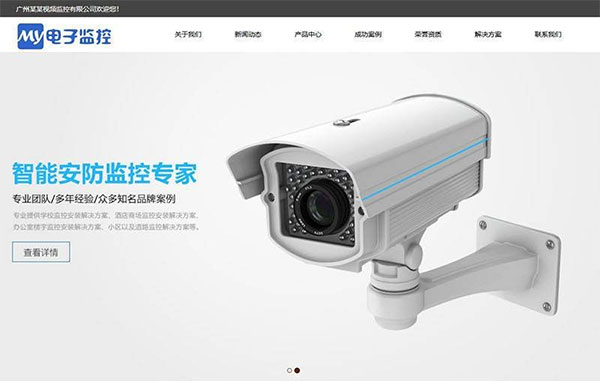 广州某某视频监控有限公司欢迎您!
My 电子监控
关于我们 新闻动态 产品中心 成功案例 荣誉资质 解决方案 联系我们
智能安防监控专家
专业团队/多年经验/众多知名品牌案例
专业提供学校监控安装解决方案、酒店商场监控安装解决方案、
办公室楼宇监控安装解决方案、小区以及道路监控解决方案等。
查看详情